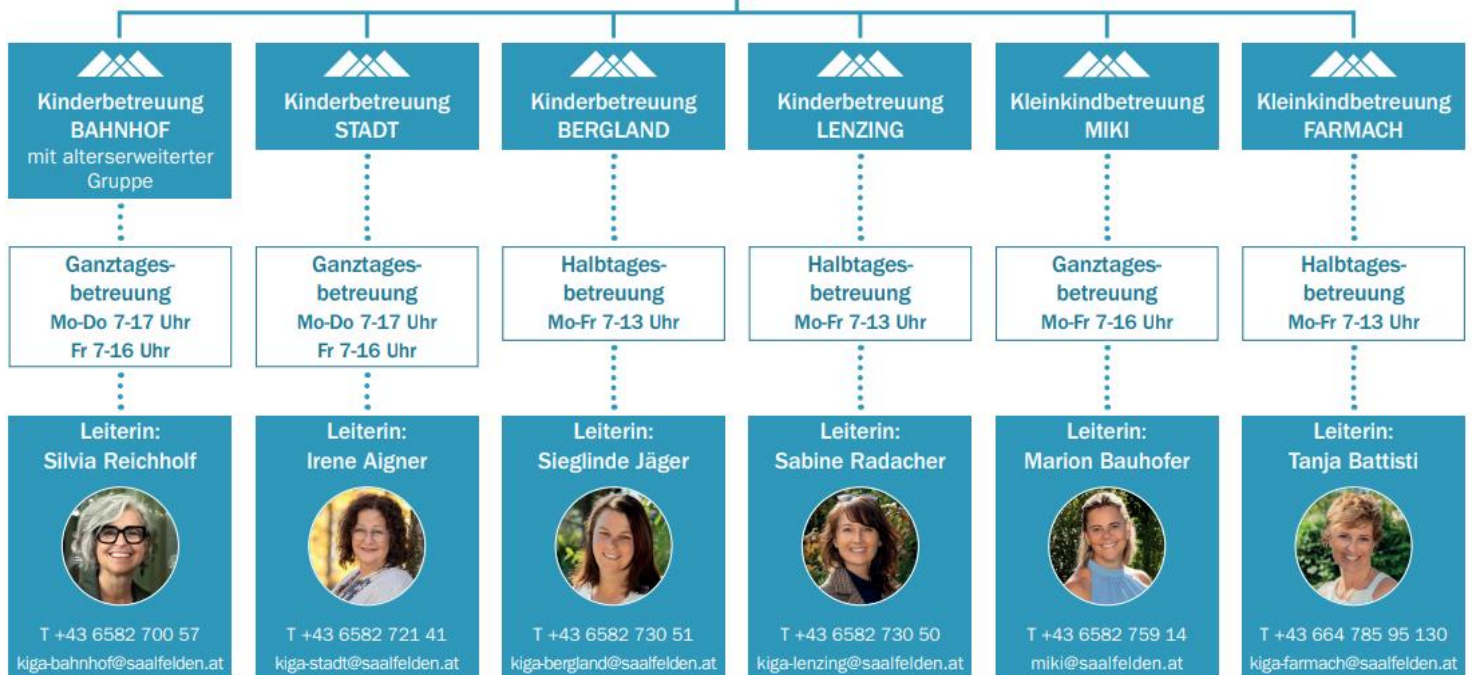 Kinderbetreuung
BAHNHOF
mit alterserweiterter
Gruppe
Kinderbetreuung
STADT
Kinderbetreuung
BERGLAND
Kinderbetreuung
LENZING
Kleinkindbetreuung
MIKI
Kleinkindbetreuung
FARMACH
Ganztages-
betreuung
Mo-Do 7-17 Uhr
Fr 7-16 Uhr
Ganztages-
betreuung
Mo-Do 7-17 Uhr
Fr 7-16 Uhr
Halbtages-
betreuung
Mo-Fr 7-13 Uhr
Halbtages-
betreuung
Mo-Fr 7-13 Uhr
Ganztages-
betreuung
Mo-Fr 7-16 Uhr
Halbtages-
betreuung
Mo-Fr 7-13 Uhr
Leiterin:
Silvia Reichholf
T +43 6582 700 57
kiga-bahnhof@saalfelden.at
Leiterin:
Irene Aigner
T +43 6582 721 41
kiga-stadt@saalfelden.at
Leiterin:
Sieglinde Jäger
T +43 6582 730 51
kiga-bergland@saalfelden.at
Leiterin:
Sabine Radacher
T +43 6582 730 50
kiga-lenzing@saalfelden.at
Leiterin:
Marion Bauhofer
T +43 6582 759 14
miki@saalfelden.at
Leiterin:
Tanja Battisti
T +43 664 785 95 130
kiga-farmach@saalfelden.at